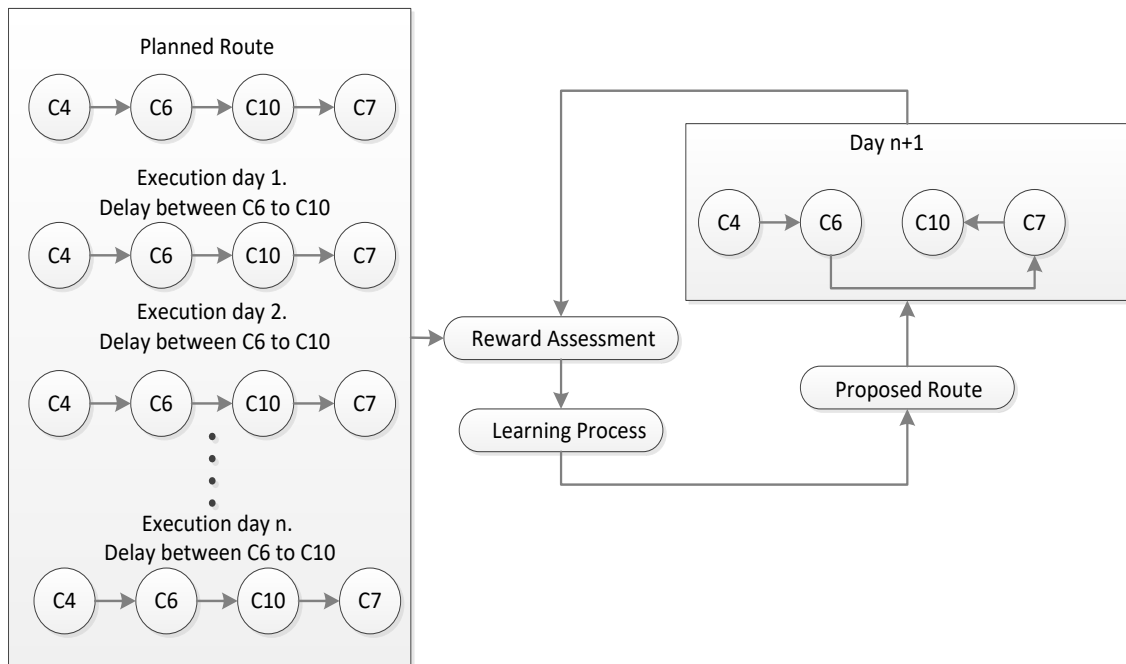 Planned Route
C4 C6 C10 C7
Execution day 1.
Delay between C6 to C10
C4 C6 C10 C7
Execution day 2.
Delay between C6 to C10
C4 C6 C10 C7
Execution day n.
Delay between C6 to C10
C4 C6 C10 C7
Reward Assessment
Learning Process
Proposed Route
Day n+1
C4 C6 C10 C7